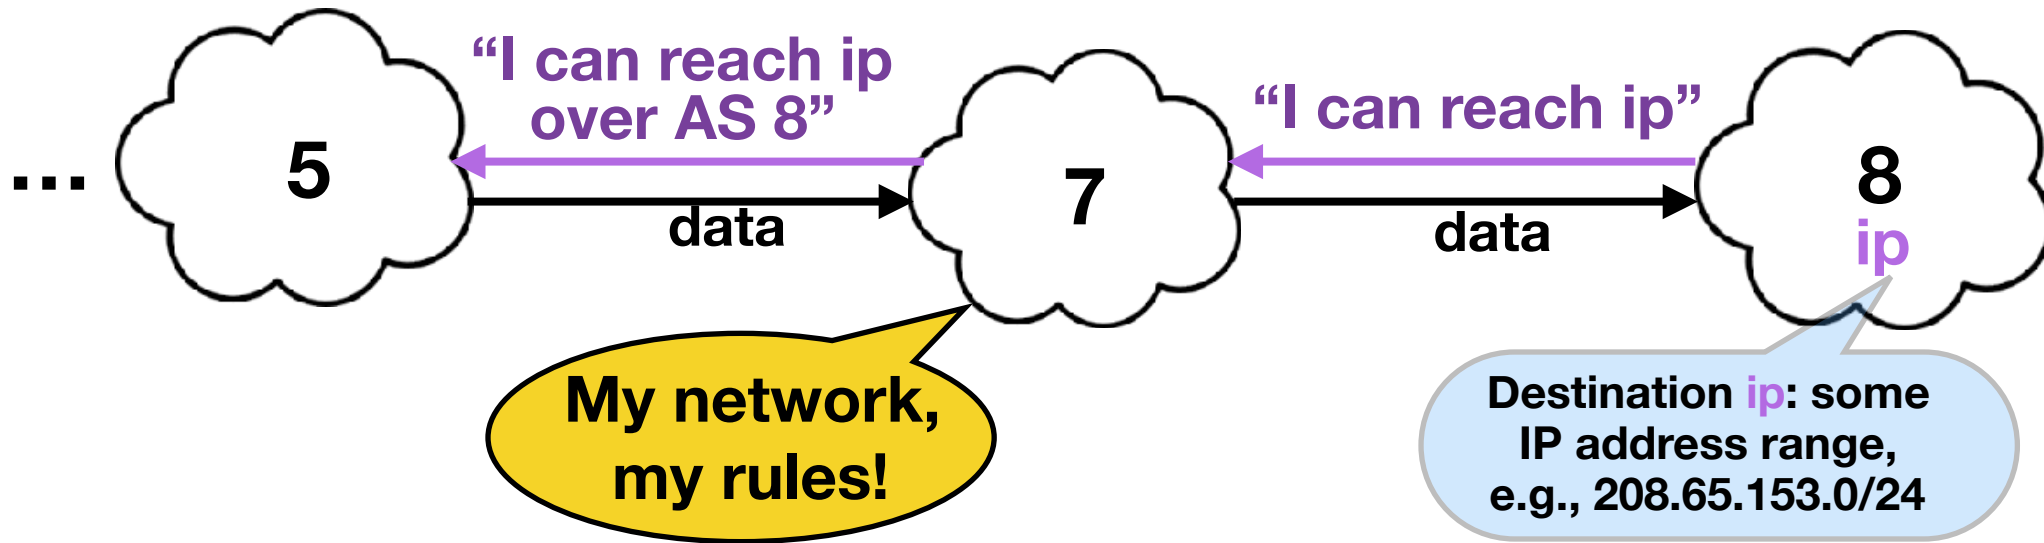 “I can reach ip
over AS 8”
“I can reach ip”
...
5
7
8
ip
data
data
My network,
my rules!
Destination ip: some
IP address range,
e.g., 208.65.153.0/24